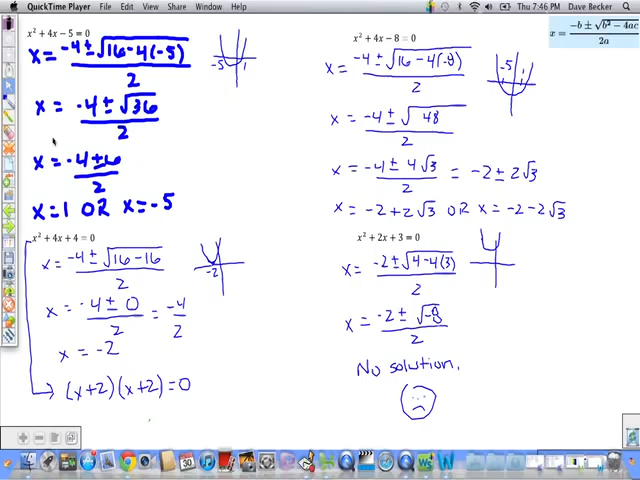 QuickTime Player File Edit View Window Help
Thu 7:46 PM Dave Becker
x² + 4x − 5 = 0
x = (-4 ± √(16 - 4(-5))) / 2
x = (-4 ± √36) / 2
x = (-4 ± 6) / 2
x = 1 OR x = -5
-5 1
x² + 4x − 8 = 0
x = (-4 ± √(16 - 4(-8))) / 2
x = (-4 ± √48) / 2
x = (-4 ± 4√3) / 2 = -2 ± 2√3
x = -2 + 2√3 OR x = -2 - 2√3
-5 1
x = (−b ± √(b² − 4ac)) / 2a
x² + 4x + 4 = 0
x = (-4 ± √(16 - 16)) / 2
x = (-4 ± 0) / 2 = -4 / 2
x = -2
(x+2)(x+2) = 0
-2
x² + 2x + 3 = 0
x = (-2 ± √(4 - 4(3))) / 2
x = (-2 ± √-8) / 2
No solution.